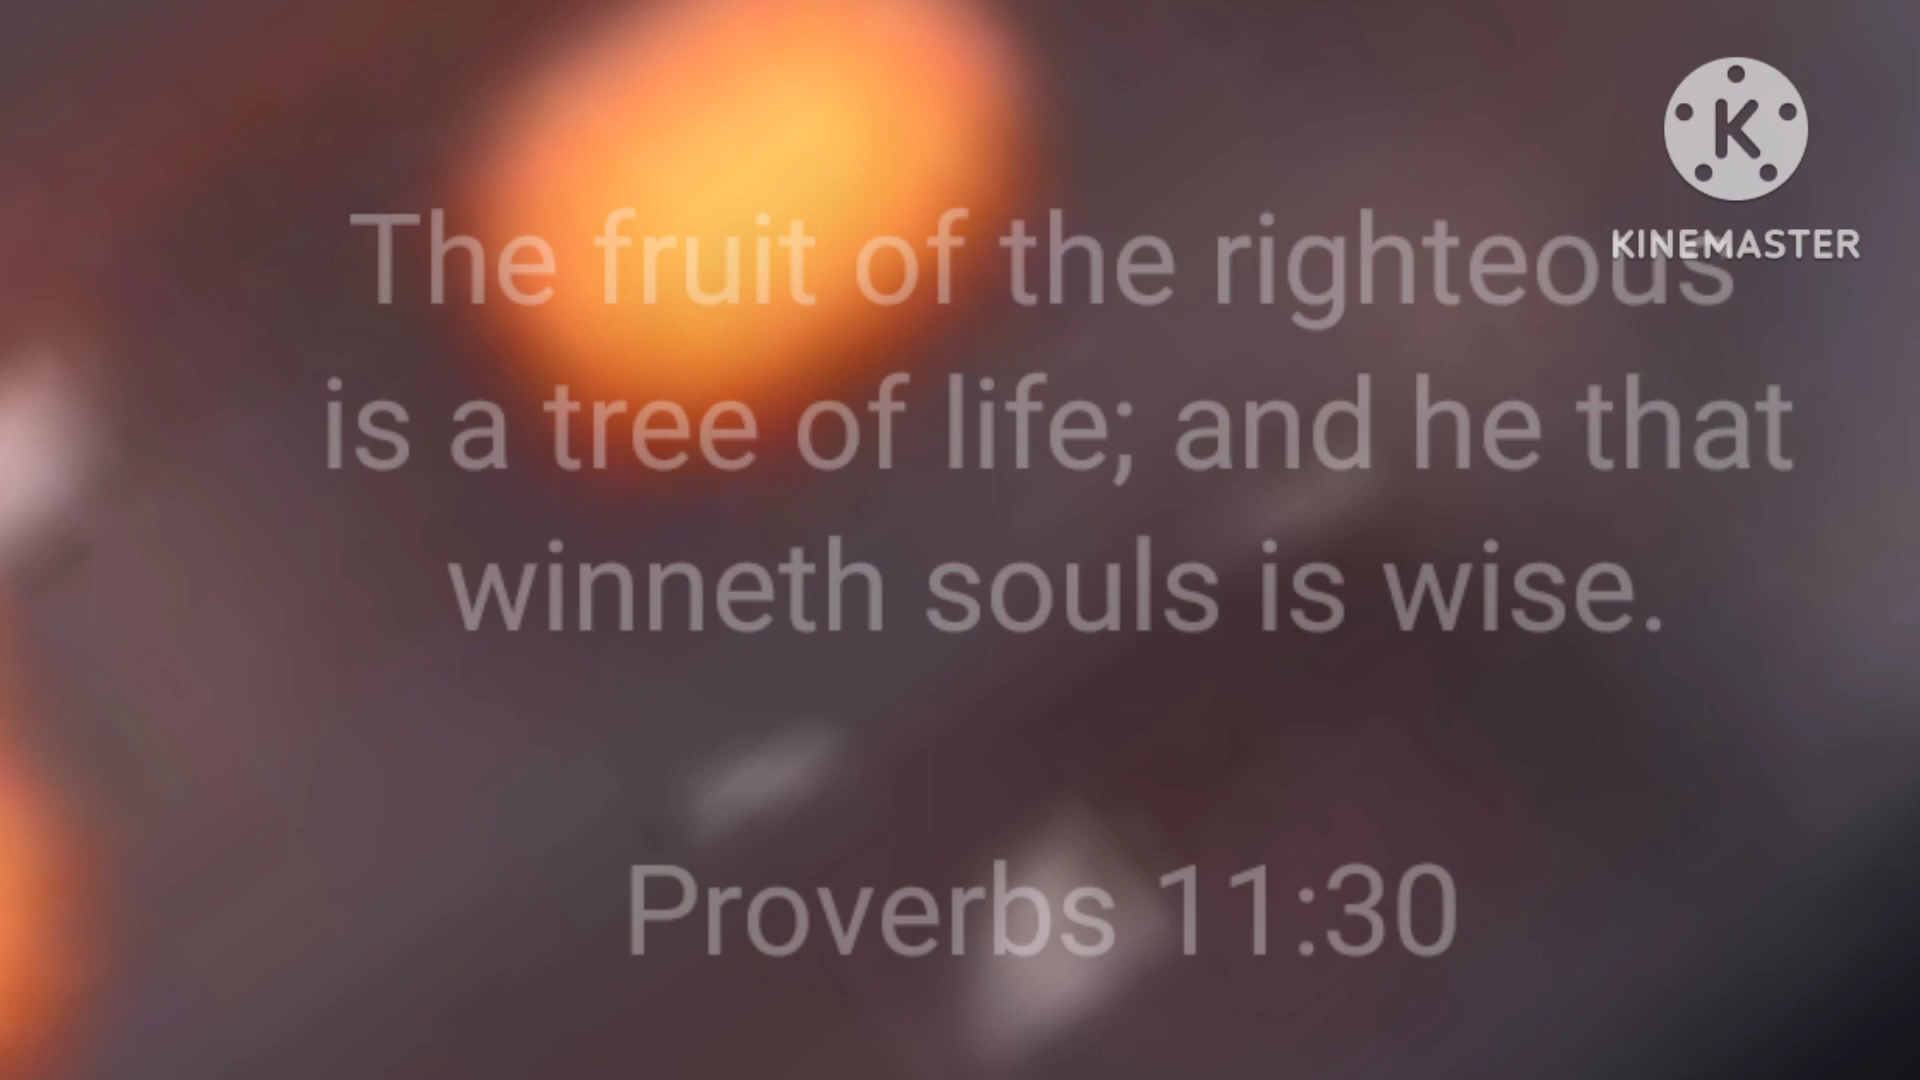 K
KINEMASTER
The fruit of the righteous
is a tree of life; and he that
winneth souls is wise.
Proverbs 11:30